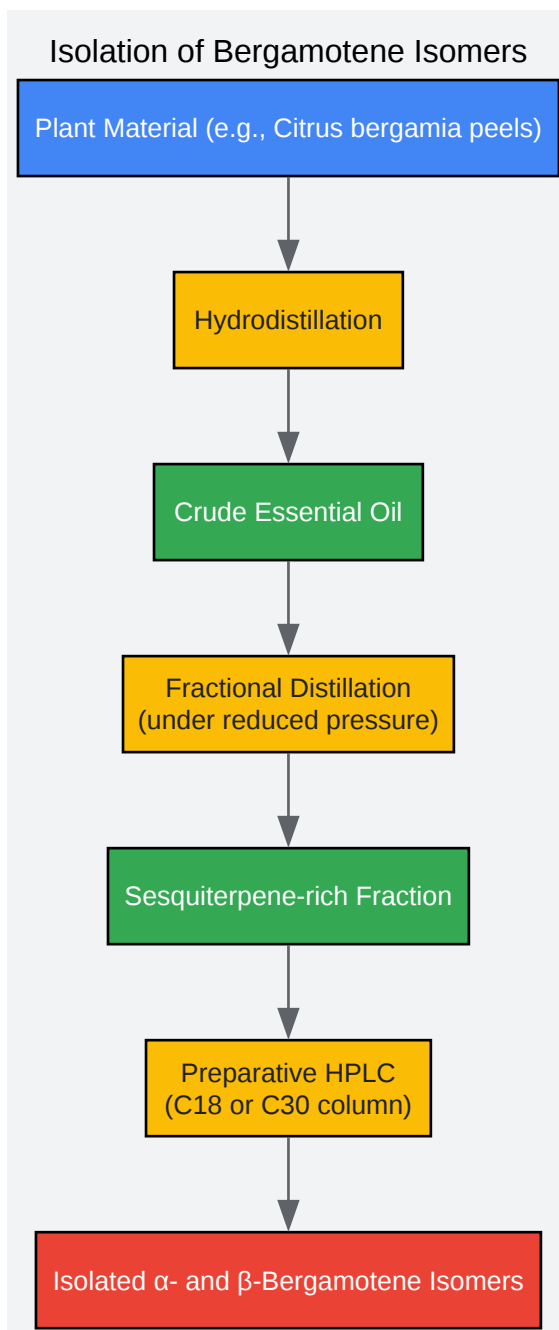 Isolation of Bergamotene Isomers
Plant Material (e.g., Citrus bergamia peels)
Hydrodistillation
Crude Essential Oil
Fractional Distillation
(under reduced pressure)
Sesquiterpene-rich Fraction
Preparative HPLC
(C18 or C30 column)
Isolated α- and β-Bergamotene Isomers